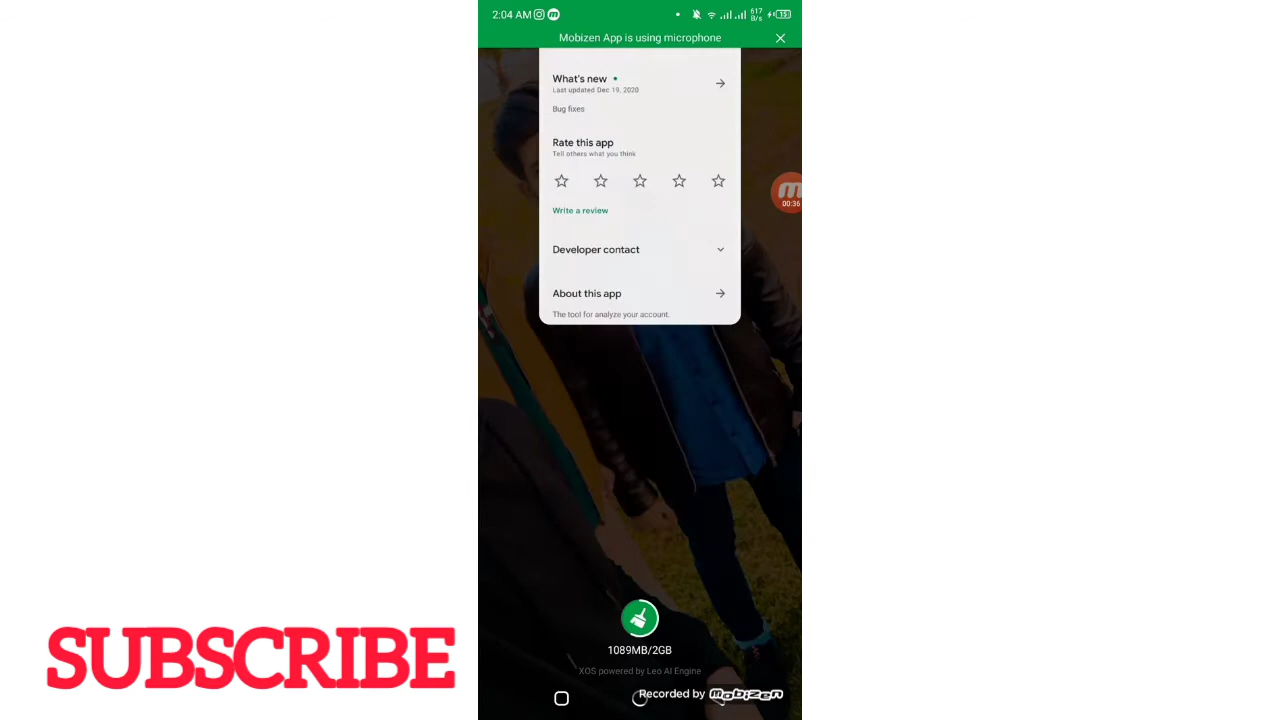 2:04 AM
617
B/s
15
Mobizen App is using microphone
What's new
Last updated Dec 19, 2020
Bug fixes
Rate this app
Tell others what you think
00:36
Write a review
Developer contact
About this app
The tool for analyze your account.
1089MB/2GB
XOS powered by Leo AI Engine
Recorded by mobizen
SUBSCRIBE